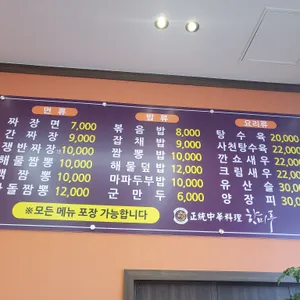 면 류
짜 장 면 7,000
간 짜 장 9,000
쟁반짜장 10,000
해물짬뽕 10,000
백 짬 뽕 10,000
차돌짬뽕 12,000
밥 류
볶 음 밥 8,000
잡 채 밥 9,000
짬 뽕 밥 10,000
해 물 덮 밥 12,000
마파두부밥 10,000
군 만 두 6,000
요리류
탕 수 육 20,000
사천탕수육 22,000
깐 쇼 새 우 22,000
크 림 새 우 22,000
유 산 슬 30,000
양 장 피 30,000
※모든 메뉴 포장 가능합니다
正統中華料理